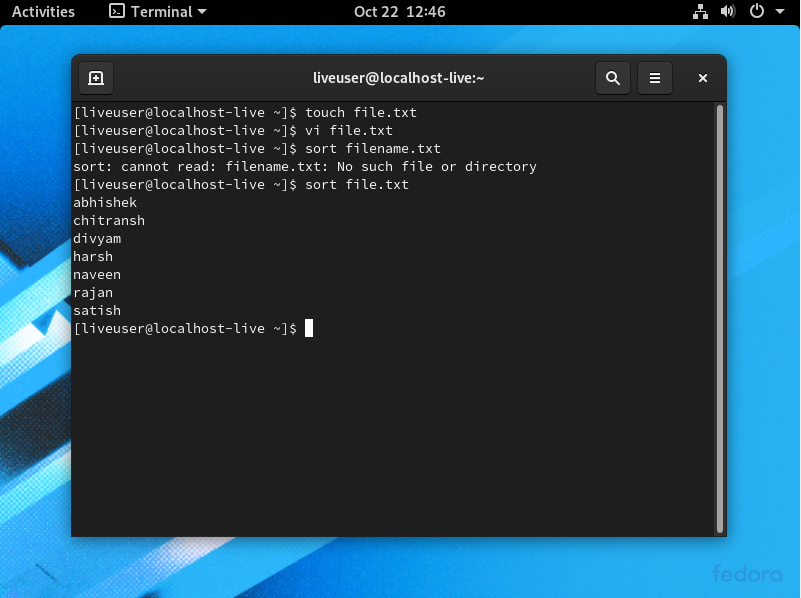 Activities Terminal Oct 22 12:46
liveuser@localhost-live:~
[liveuser@localhost-live ~]$ touch file.txt
[liveuser@localhost-live ~]$ vi file.txt
[liveuser@localhost-live ~]$ sort filename.txt
sort: cannot read: filename.txt: No such file or directory
[liveuser@localhost-live ~]$ sort file.txt
abhishek
chitransh
divyam
harsh
naveen
rajan
satish
[liveuser@localhost-live ~]$
fedora